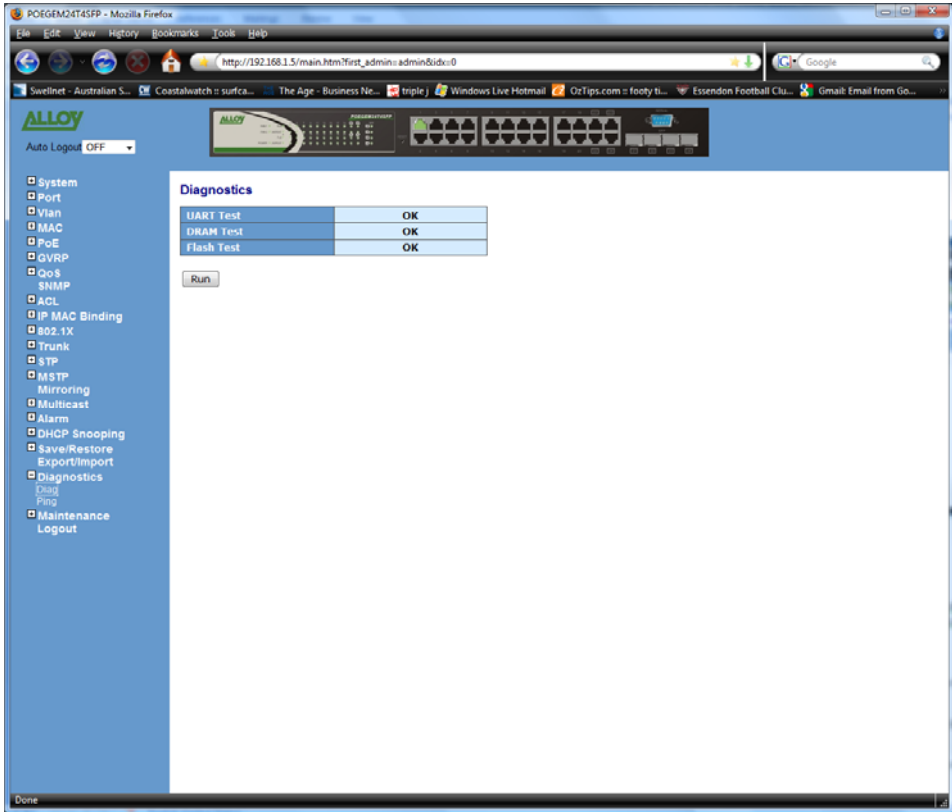 POEGEM24T4SFP - Mozilla Firefox
File Edit View History Bookmarks Tools Help
http://192.168.1.5/main.htm?first_admin=admin&idx=0
Google
Swellnet - Australian S... Coastalwatch :: surfca... The Age - Business Ne... triple j Windows Live Hotmail OzTips.com :: footy ti... Essendon Football Clu... Gmail: Email from Go...
ALLOY
Auto Logout OFF
ALLOY POEGEM24T4SFP
System
Port
Vlan
MAC
PoE
GVRP
QoS
SNMP
ACL
IP MAC Binding
802.1X
Trunk
STP
MSTP
Mirroring
Multicast
Alarm
DHCP Snooping
Save/Restore
Export/Import
Diagnostics
Diag
Ping
Maintenance
Logout
Diagnostics
UART Test OK
DRAM Test OK
Flash Test OK
Run
Done